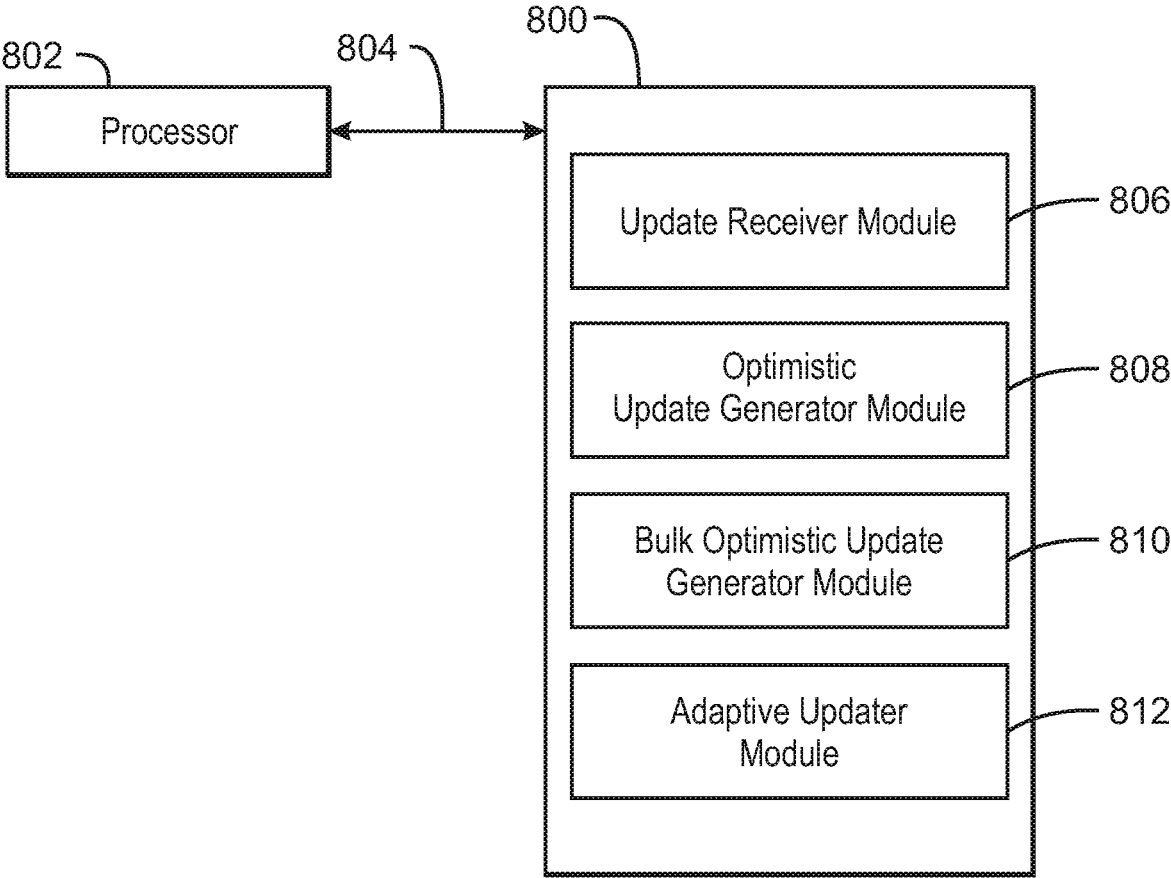 800
802
804
Processor
Update Receiver Module
806
Optimistic
Update Generator Module
808
Bulk Optimistic Update
Generator Module
810
Adaptive Updater
Module
812